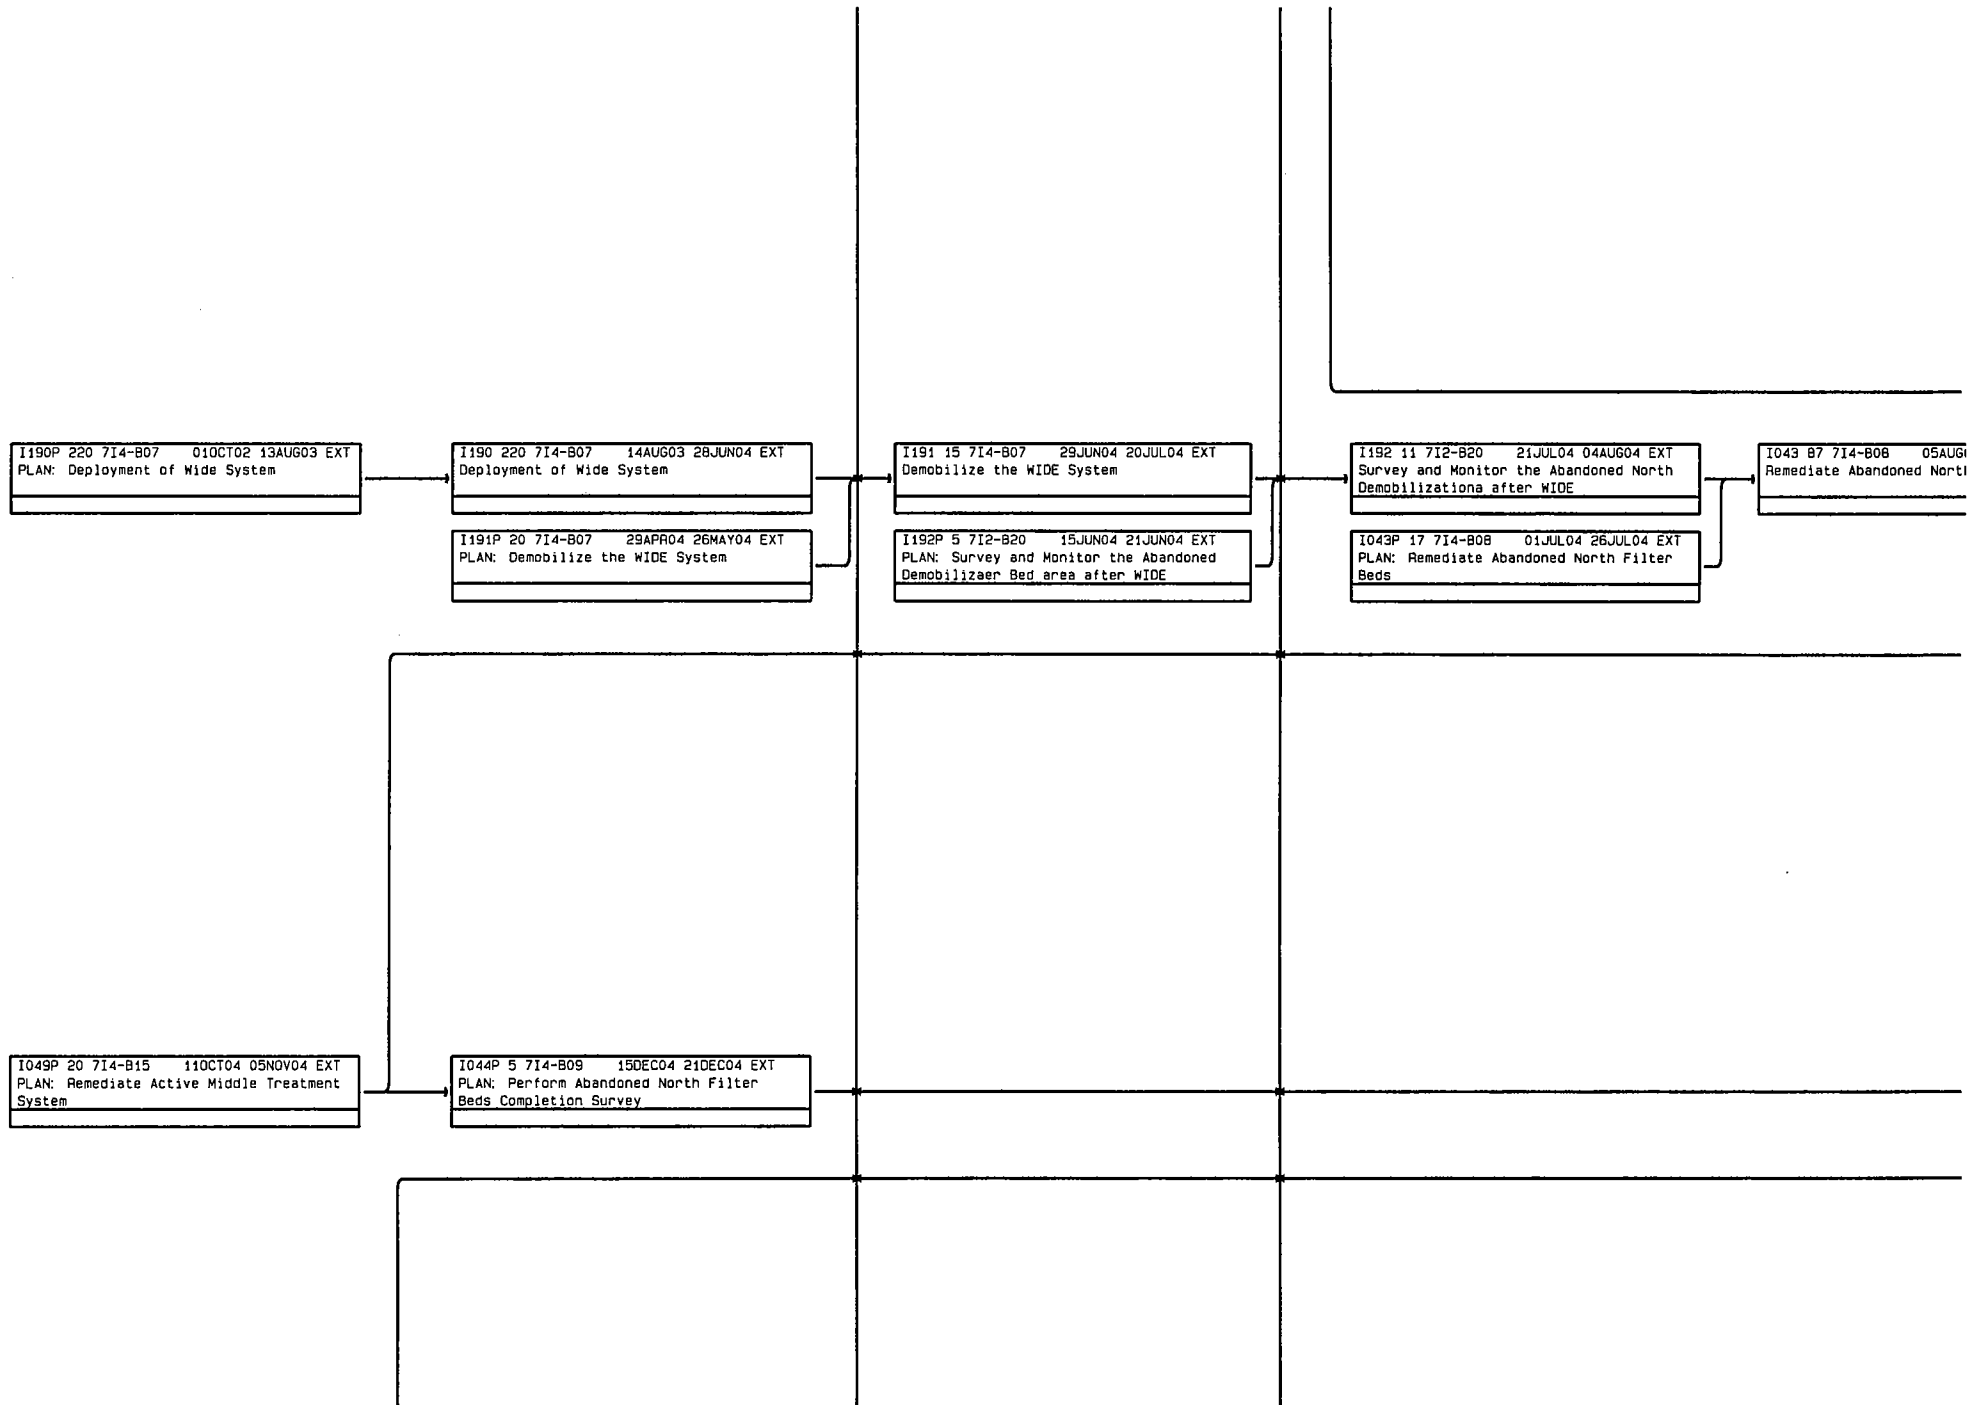 I190P 220 7I4-B07 01OCT02 13AUG03 EXT
PLAN: Deployment of Wide System
I190 220 7I4-B07 14AUG03 28JUN04 EXT
Deployment of Wide System
I191 15 7I4-B07 29JUN04 20JUL04 EXT
Demobilize the WIDE System
I192 11 7I2-B20 21JUL04 04AUG04 EXT
Survey and Monitor the Abandoned North
Demobilizationa after WIDE
I043 87 7I4-B08 05AUG
Remediate Abandoned North
I191P 20 7I4-B07 29APR04 26MAY04 EXT
PLAN: Demobilize the WIDE System
I192P 5 7I2-B20 15JUN04 21JUN04 EXT
PLAN: Survey and Monitor the Abandoned
Demobilizaer Bed area after WIDE
I043P 17 7I4-B08 01JUL04 26JUL04 EXT
PLAN: Remediate Abandoned North Filter
Beds
I049P 20 7I4-B15 11OCT04 05NOV04 EXT
PLAN: Remediate Active Middle Treatment
System
I044P 5 7I4-B09 15DEC04 21DEC04 EXT
PLAN: Perform Abandoned North Filter
Beds Completion Survey